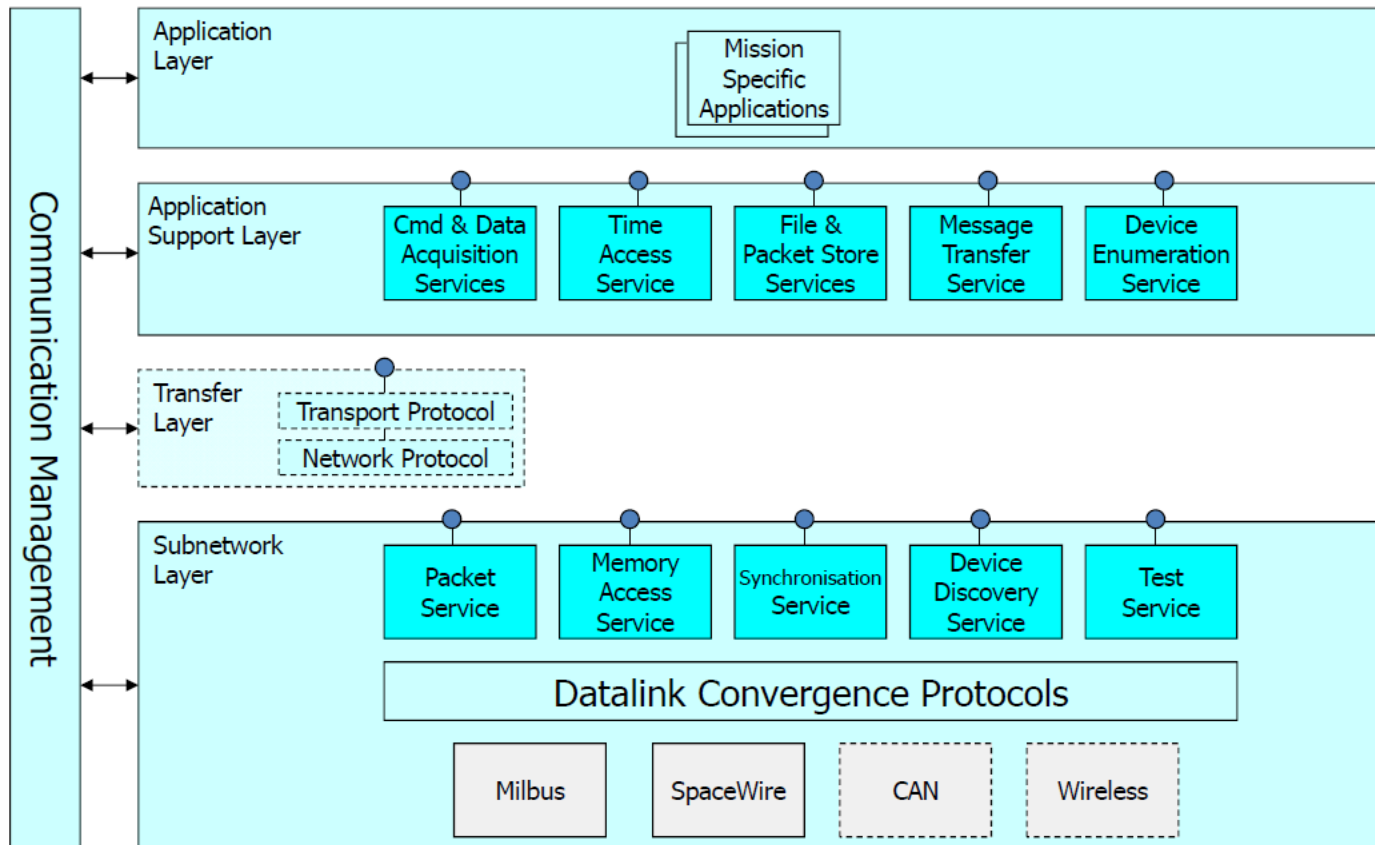 Communication Management
Application
Layer
Mission
Specific
Applications
Application
Support Layer
Cmd & Data
Acquisition
Services
Time
Access
Service
File &
Packet Store
Services
Message
Transfer
Service
Device
Enumeration
Service
Transfer
Layer
Transport Protocol
Network Protocol
Subnetwork
Layer
Packet
Service
Memory
Access
Service
Synchronisation
Service
Device
Discovery
Service
Test
Service
Datalink Convergence Protocols
Milbus
SpaceWire
CAN
Wireless